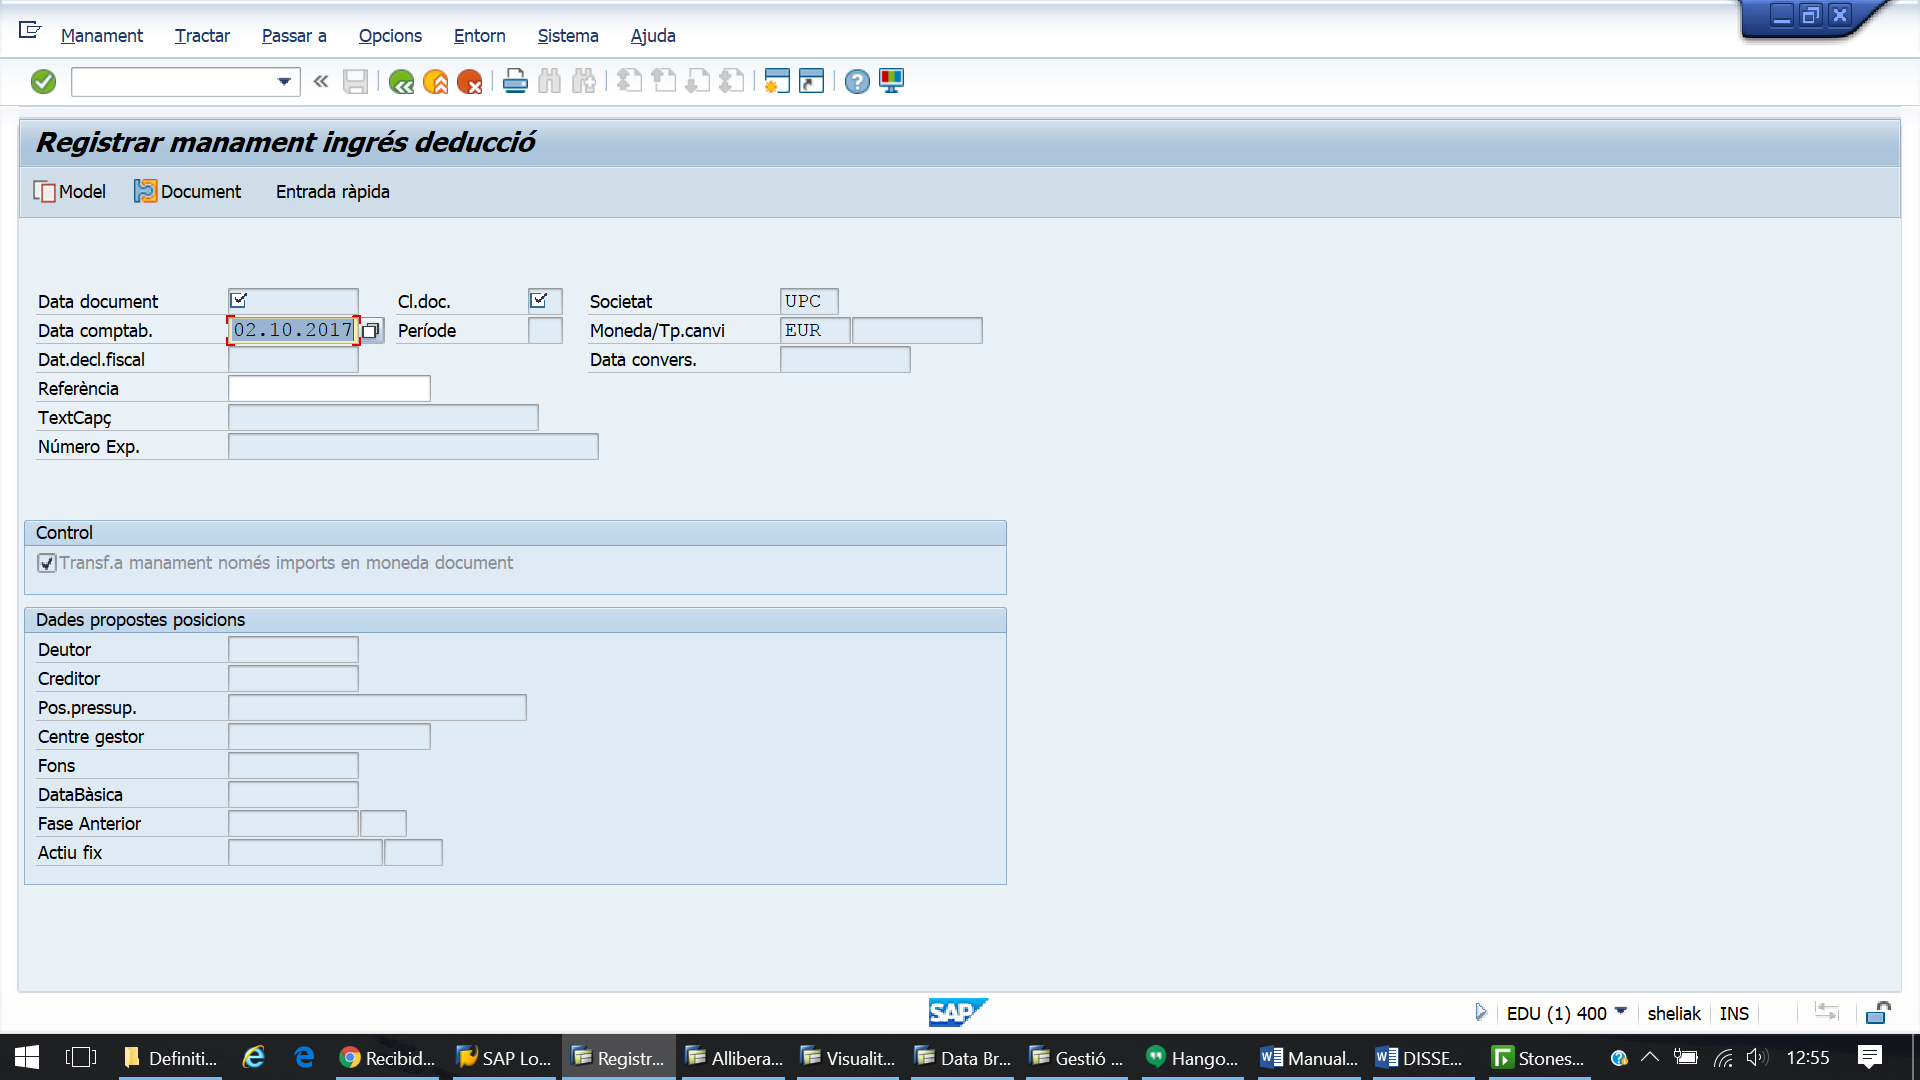 Manament Tractar Passar a Opcions Entorn Sistema Ajuda
Registrar manament ingrés deducció
Model Document Entrada ràpida
Data document Cl.doc. Societat UPC
Data comptab. 02.10.2017 Període Moneda/Tp.canvi EUR
Dat.decl.fiscal Data convers.
Referència
TextCapç
Número Exp.
Control
Transf.a manament només imports en moneda document
Dades propostes posicions
Deutor
Creditor
Pos.pressup.
Centre gestor
Fons
DataBàsica
Fase Anterior
Actiu fix
SAP EDU (1) 400 sheliak INS
Definiti... Recibid... SAP Lo... Registr... Allibera... Visualit... Data Br... Gestió ... Hango... Manual... DISSE... Stones... 12:55